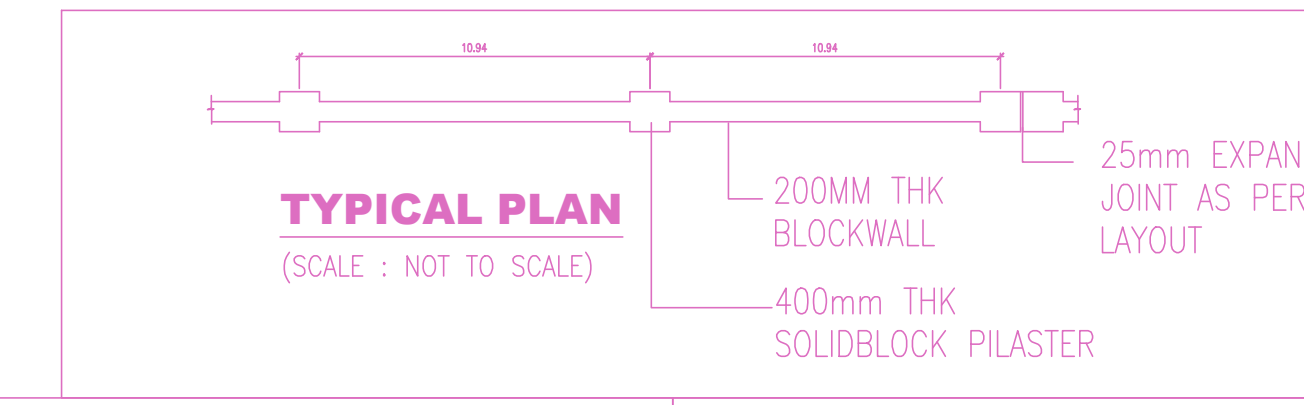 10.94
10.94
TYPICAL PLAN
(SCALE : NOT TO SCALE)
200MM THK
BLOCKWALL
400mm THK
SOLIDBLOCK PILASTER
25mm EXPAN
JOINT AS PER
LAYOUT